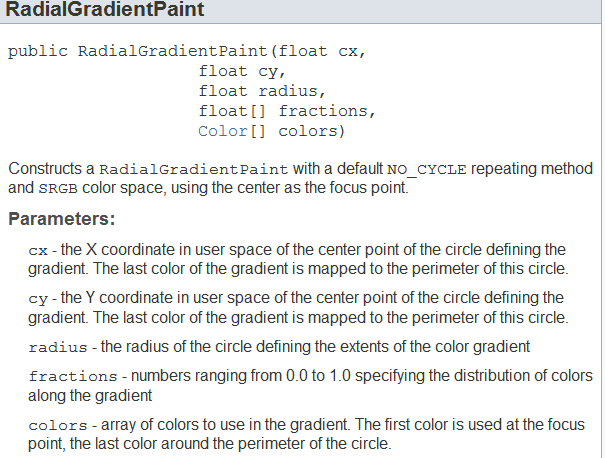 RadialGradientPaint
public RadialGradientPaint(float cx,
float cy,
float radius,
float[] fractions,
Color[] colors)
Constructs a RadialGradientPaint with a default NO_CYCLE repeating method
and SRGB color space, using the center as the focus point.
Parameters:
cx - the X coordinate in user space of the center point of the circle defining the
gradient. The last color of the gradient is mapped to the perimeter of this circle.
cy - the Y coordinate in user space of the center point of the circle defining the
gradient. The last color of the gradient is mapped to the perimeter of this circle.
radius - the radius of the circle defining the extents of the color gradient
fractions - numbers ranging from 0.0 to 1.0 specifying the distribution of colors
along the gradient
colors - array of colors to use in the gradient. The first color is used at the focus
point, the last color around the perimeter of the circle.